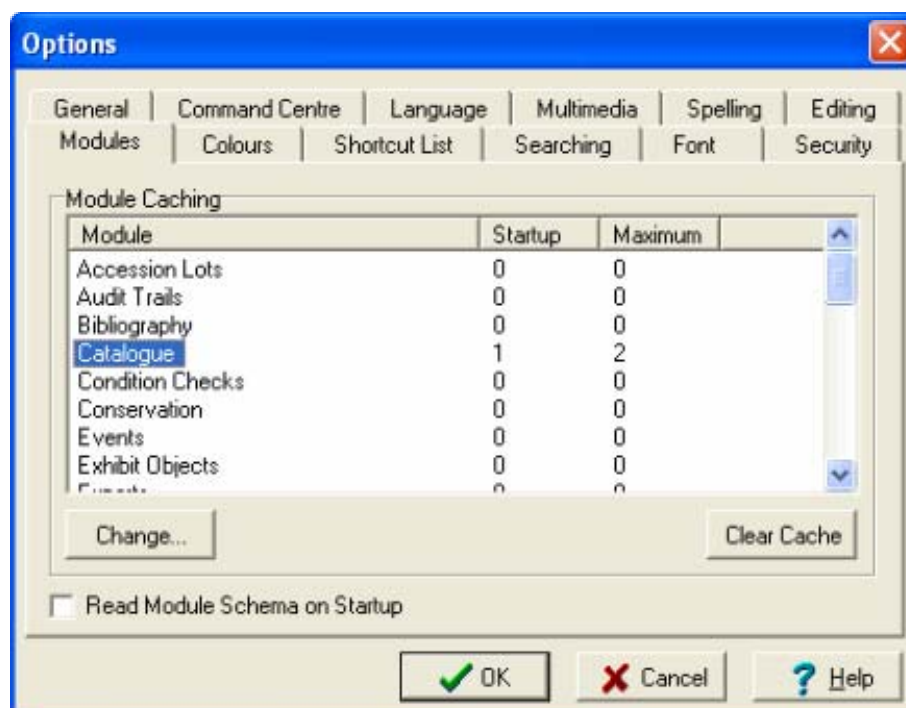 Options
General Command Centre Language Multimedia Spelling Editing
Modules Colours Shortcut List Searching Font Security
Module Caching
Module Startup Maximum
Accession Lots 0 0
Audit Trails 0 0
Bibliography 0 0
Catalogue 1 2
Condition Checks 0 0
Conservation 0 0
Events 0 0
Exhibit Objects 0 0
Change... Clear Cache
Read Module Schema on Startup
OK Cancel Help